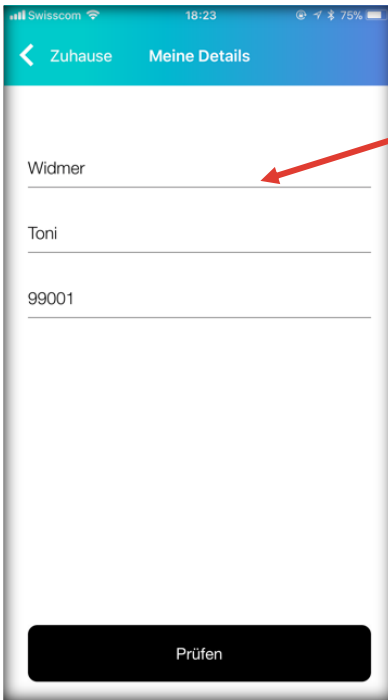 Swisscom 18:23 75%
Zuhause Meine Details
Widmer
Toni
99001
Prüfen